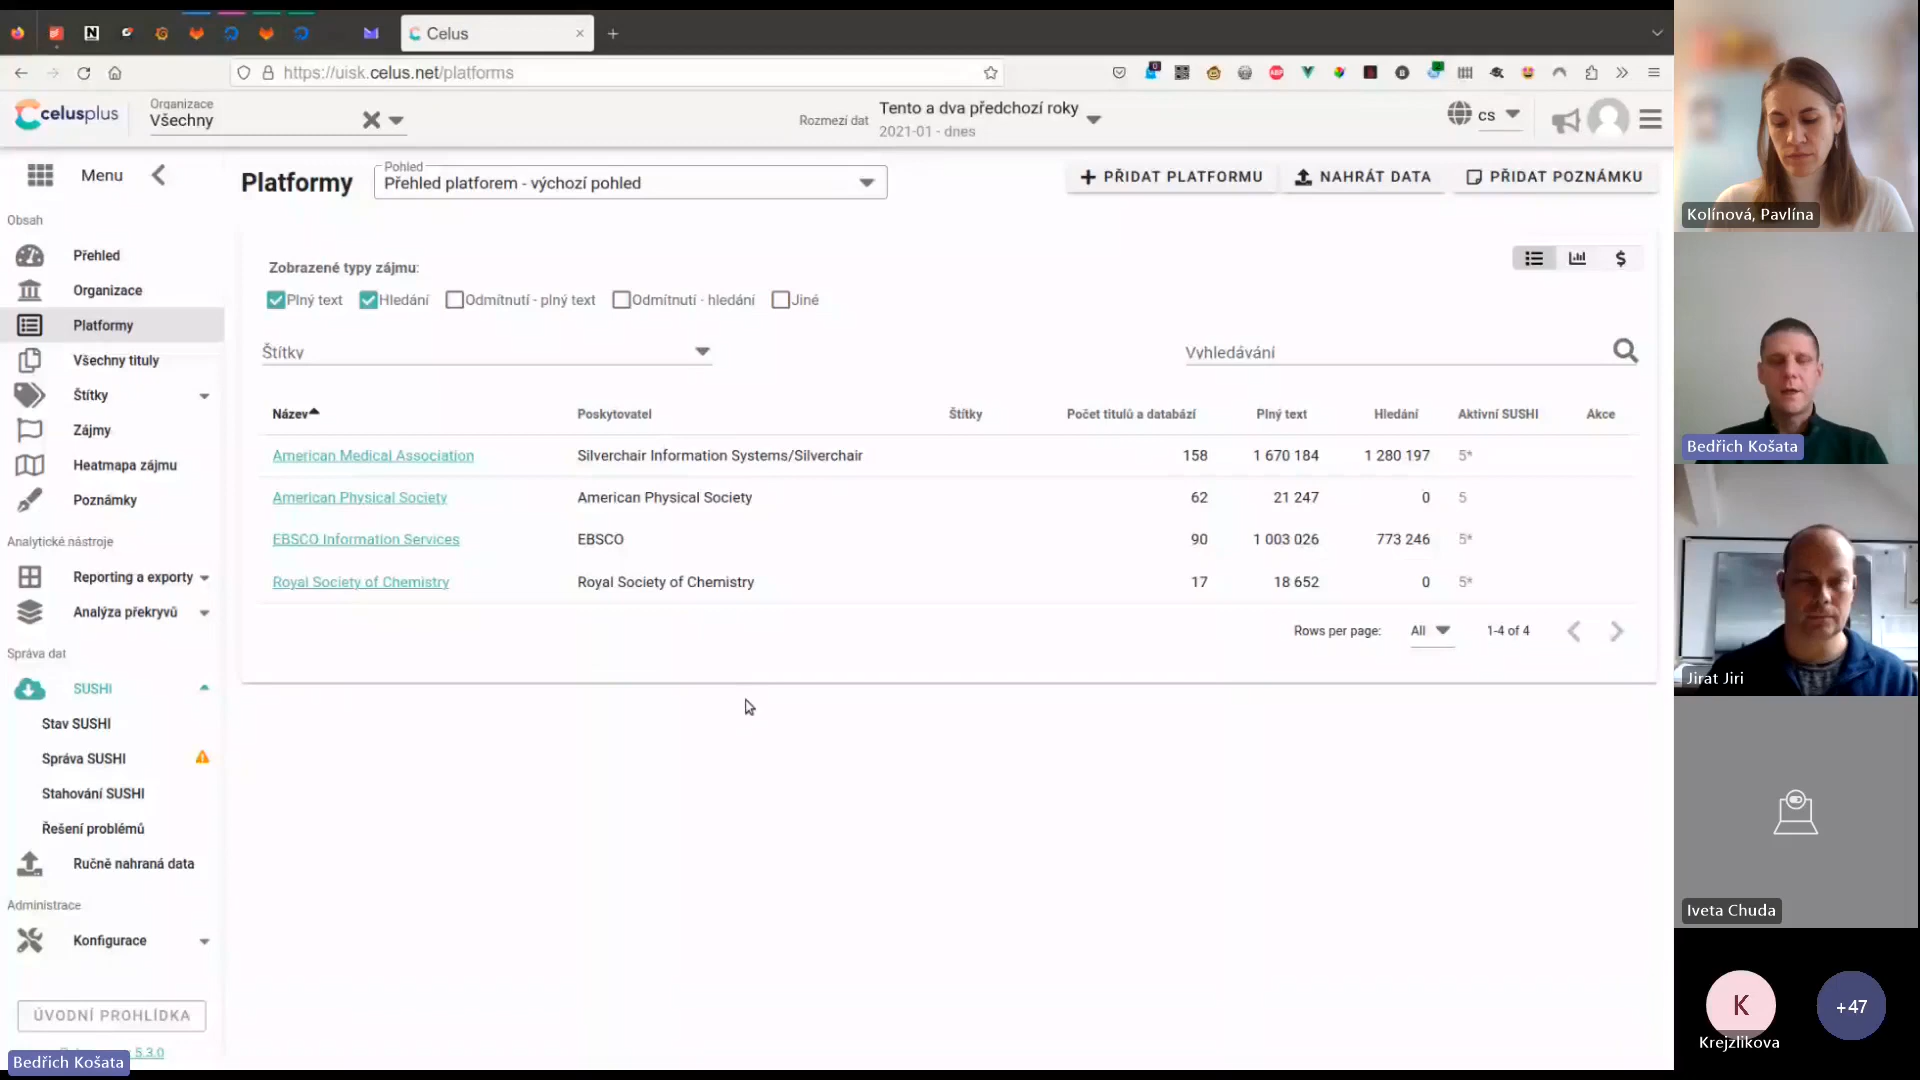 Celus
https://uisk.celus.net/platforms
celusplus
Organizace
Všechny
Rozmezí dat
Tento a dva předchozí roky
2021-01 - dnes
cs
Menu
Platformy
Pohled
Přehled platforem - výchozí pohled
PŘIDAT PLATFORMU
NAHRÁT DATA
PŘIDAT POZNÁMKU
Obsah
Přehled
Organizace
Platformy
Všechny tituly
Štítky
Zájmy
Heatmapa zájmu
Poznámky
Analytické nástroje
Reporting a exporty
Analýza překryvů
Správa dat
SUSHI
Stav SUSHI
Správa SUSHI
Stahování SUSHI
Řešení problémů
Ručně nahraná data
Administrace
Konfigurace
ÚVODNÍ PROHLÍDKA
5.3.0
Bedřich Košata
Zobrazené typy zájmu:
Plný text Hledání Odmítnutí - plný text Odmítnutí - hledání Jiné
Štítky
Vyhledávání
Název Poskytovatel Štítky Počet titulů a databází Plný text Hledání Aktivní SUSHI Akce
American Medical Association Silverchair Information Systems/Silverchair 158 1 670 184 1 280 197 5*
American Physical Society American Physical Society 62 21 247 0 5
EBSCO Information Services EBSCO 90 1 003 026 773 246 5*
Royal Society of Chemistry Royal Society of Chemistry 17 18 652 0 5*
Rows per page: All 1-4 of 4
Kolínová, Pavlína
Bedřich Košata
Jirat Jiri
Iveta Chuda
K
+47
Krejzlikova